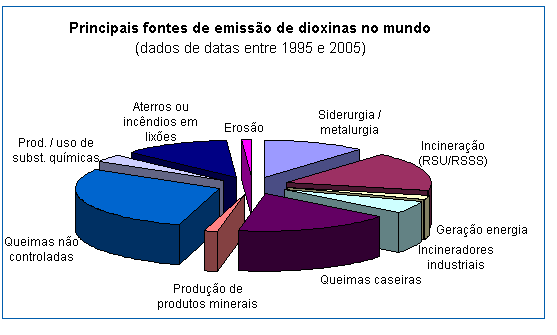 Principais fontes de emissão de dioxinas no mundo
(dados de datas entre 1995 e 2005)
Aterros ou
incêndios em
lixões
Erosão
Siderurgia /
metalurgia
Prod. / uso de
subst. químicas
Incineração
(RSU/RSSS)
Geração energia
Incineradores
industriais
Queimas não
controladas
Queimas caseiras
Produção de
produtos minerais